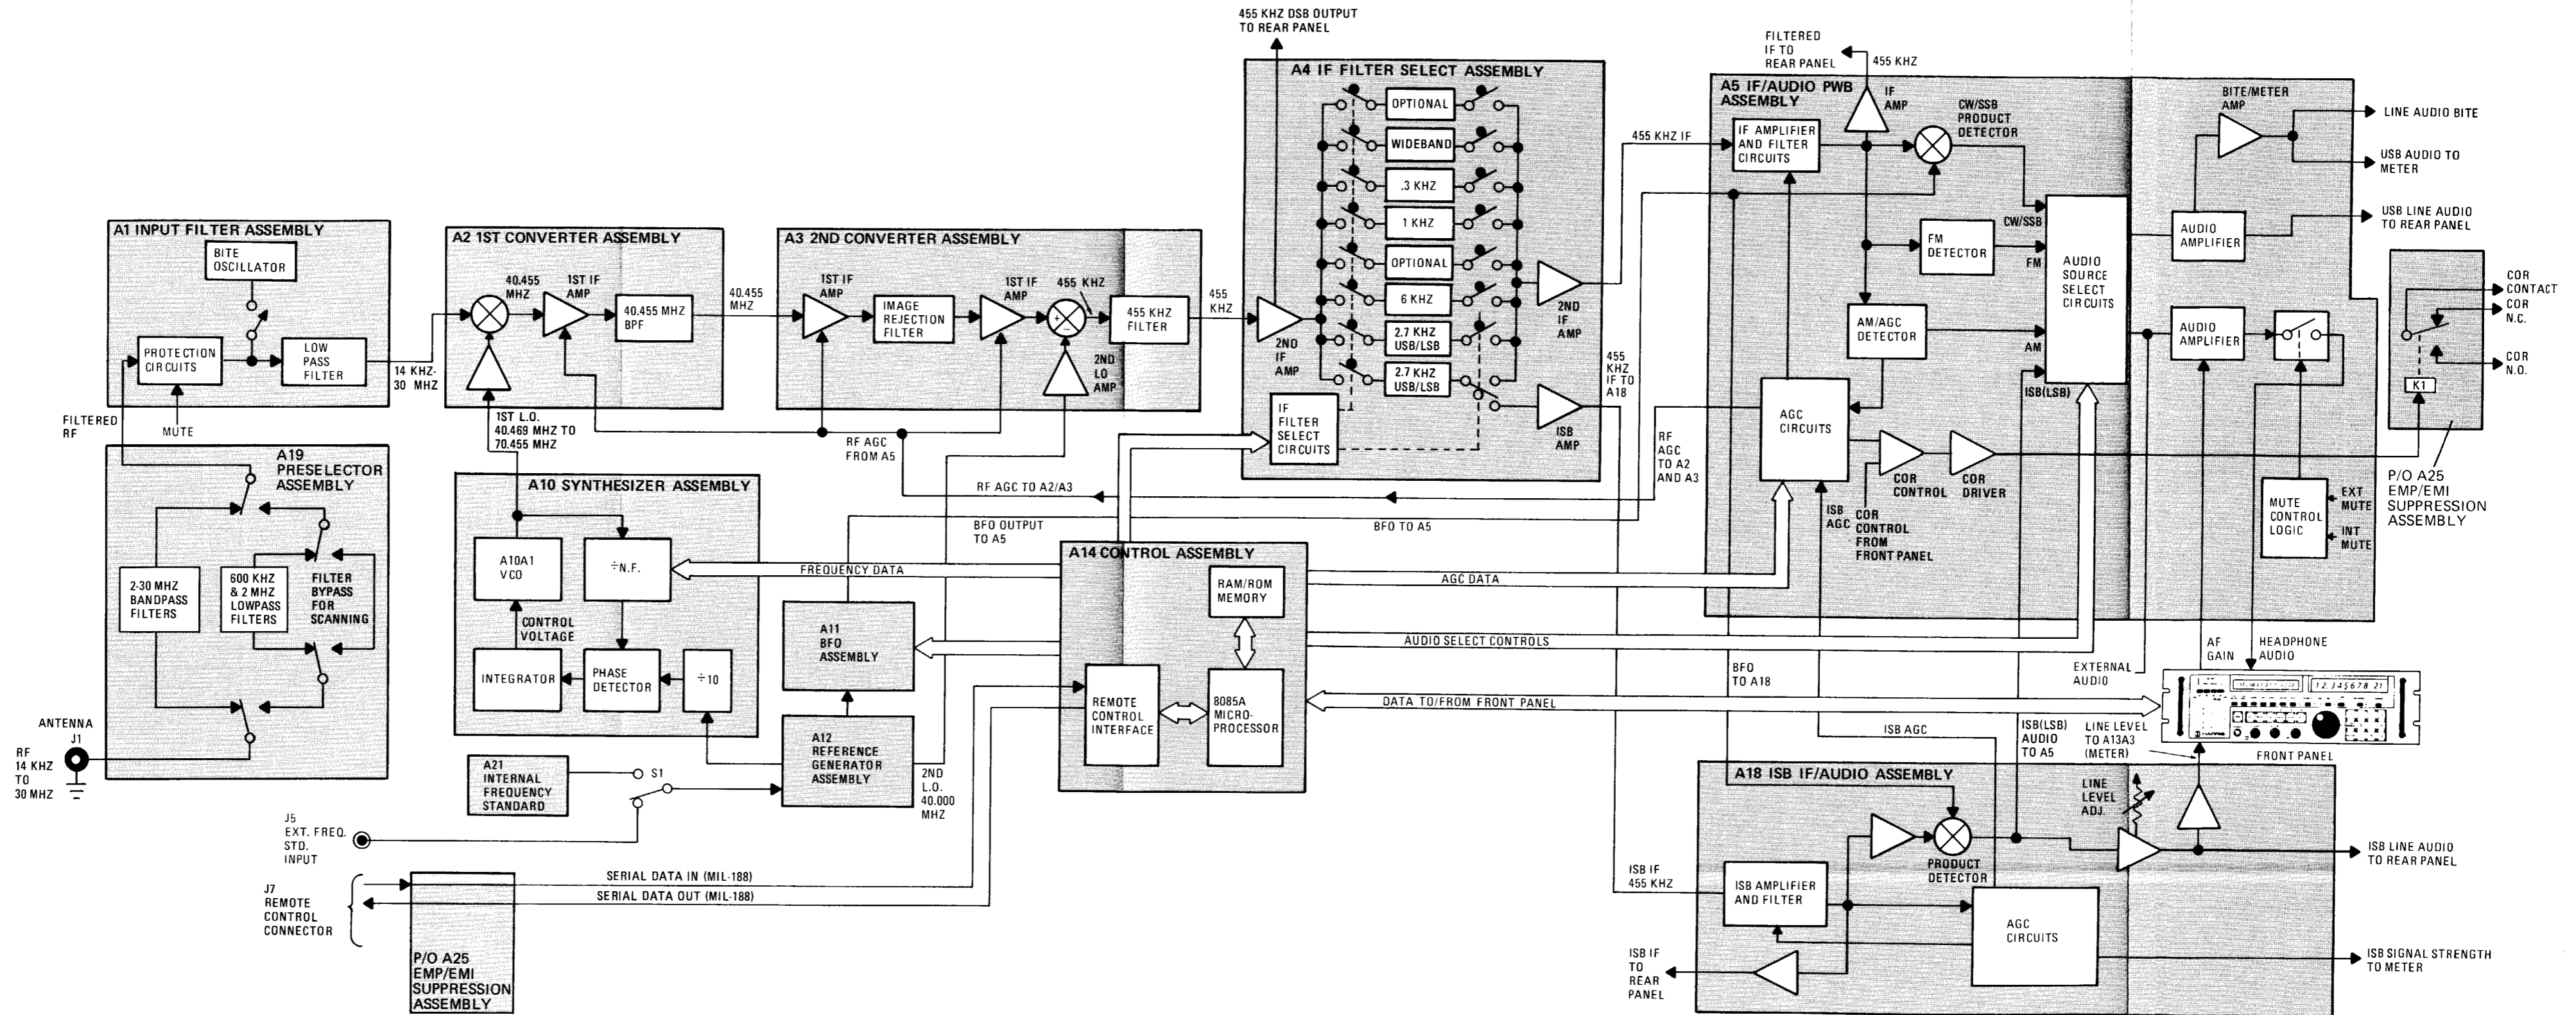 455 KHZ DSB OUTPUT
TO REAR PANEL
A4 IF FILTER SELECT ASSEMBLY
OPTIONAL
WIDEBAND
.3 KHZ
1 KHZ
OPTIONAL
6 KHZ
2.7 KHZ
USB/LSB
2.7 KHZ
USB/LSB
2ND
IF
AMP
2ND
IF
AMP
ISB
AMP
IF
FILTER
SELECT
CIRCUITS
A1 INPUT FILTER ASSEMBLY
BITE
OSCILLATOR
PROTECTION
CIRCUITS
LOW
PASS
FILTER
14 KHZ-
30 MHZ
FILTERED
RF
MUTE
A2 1ST CONVERTER ASSEMBLY
40.455
MHZ
1ST IF
AMP
40.455 MHZ
BPF
40.455
MHZ
1ST L.O.
40.469 MHZ TO
70.455 MHZ
A3 2ND CONVERTER ASSEMBLY
1ST IF
AMP
IMAGE
REJECTION
FILTER
1ST IF
AMP
455 KHZ
+
–
455 KHZ
FILTER
2ND
LO
AMP
455
KHZ
RF AGC
FROM A5
A19
PRESELECTOR
ASSEMBLY
2-30 MHZ
BANDPASS
FILTERS
600 KHZ
& 2 MHZ
LOWPASS
FILTERS
FILTER
BYPASS
FOR
SCANNING
ANTENNA
J1
RF
14 KHZ
TO
30 MHZ
A10 SYNTHESIZER ASSEMBLY
A10A1
VCO
÷N.F.
CONTROL
VOLTAGE
INTEGRATOR
PHASE
DETECTOR
÷10
A21
INTERNAL
FREQUENCY
STANDARD
S1
J5
EXT. FREQ.
STD.
INPUT
J7
REMOTE
CONTROL
CONNECTOR
P/O A25
EMP/EMI
SUPPRESSION
ASSEMBLY
SERIAL DATA IN (MIL-188)
SERIAL DATA OUT (MIL-188)
A11
BFO
ASSEMBLY
A12
REFERENCE
GENERATOR
ASSEMBLY
2ND
L.O.
40.000
MHZ
RF AGC TO A2/A3
BFO OUTPUT
TO A5
BFO TO A5
FREQUENCY DATA
A14 CONTROL ASSEMBLY
RAM/ROM
MEMORY
REMOTE
CONTROL
INTERFACE
8085A
MICRO-
PROCESSOR
AGC DATA
AUDIO SELECT CONTROLS
DATA TO/FROM FRONT PANEL
455 KHZ IF
455
KHZ
IF TO
A18
RF
AGC
TO A2
AND A3
FILTERED
IF TO
REAR PANEL
455 KHZ
A5 IF/AUDIO PWB
ASSEMBLY
IF
AMP
IF AMPLIFIER
AND FILTER
CIRCUITS
CW/SSB
PRODUCT
DETECTOR
CW/SSB
FM
DETECTOR
FM
AM/AGC
DETECTOR
AM
ISB(LSB)
AUDIO
SOURCE
SELECT
CIRCUITS
AGC
CIRCUITS
COR
CONTROL
COR
DRIVER
ISB
AGC
COR
CONTROL
FROM
FRONT PANEL
BITE/METER
AMP
AUDIO
AMPLIFIER
AUDIO
AMPLIFIER
MUTE
CONTROL
LOGIC
EXT
MUTE
INT
MUTE
LINE AUDIO BITE
USB AUDIO TO
METER
USB LINE AUDIO
TO REAR PANEL
COR
CONTACT
COR
N.C.
COR
N.O.
K1
P/O A25
EMP/EMI
SUPPRESSION
ASSEMBLY
BFO
TO A18
ISB AGC
ISB(LSB)
AUDIO
TO A5
EXTERNAL
AUDIO
AF
GAIN
HEADPHONE
AUDIO
LINE LEVEL
TO A13A3
(METER)
FRONT PANEL
A18 ISB IF/AUDIO ASSEMBLY
LINE
LEVEL
ADJ.
PRODUCT
DETECTOR
ISB IF
455 KHZ
ISB AMPLIFIER
AND FILTER
AGC
CIRCUITS
ISB IF
TO
REAR
PANEL
ISB LINE AUDIO
TO REAR PANEL
ISB SIGNAL STRENGTH
TO METER